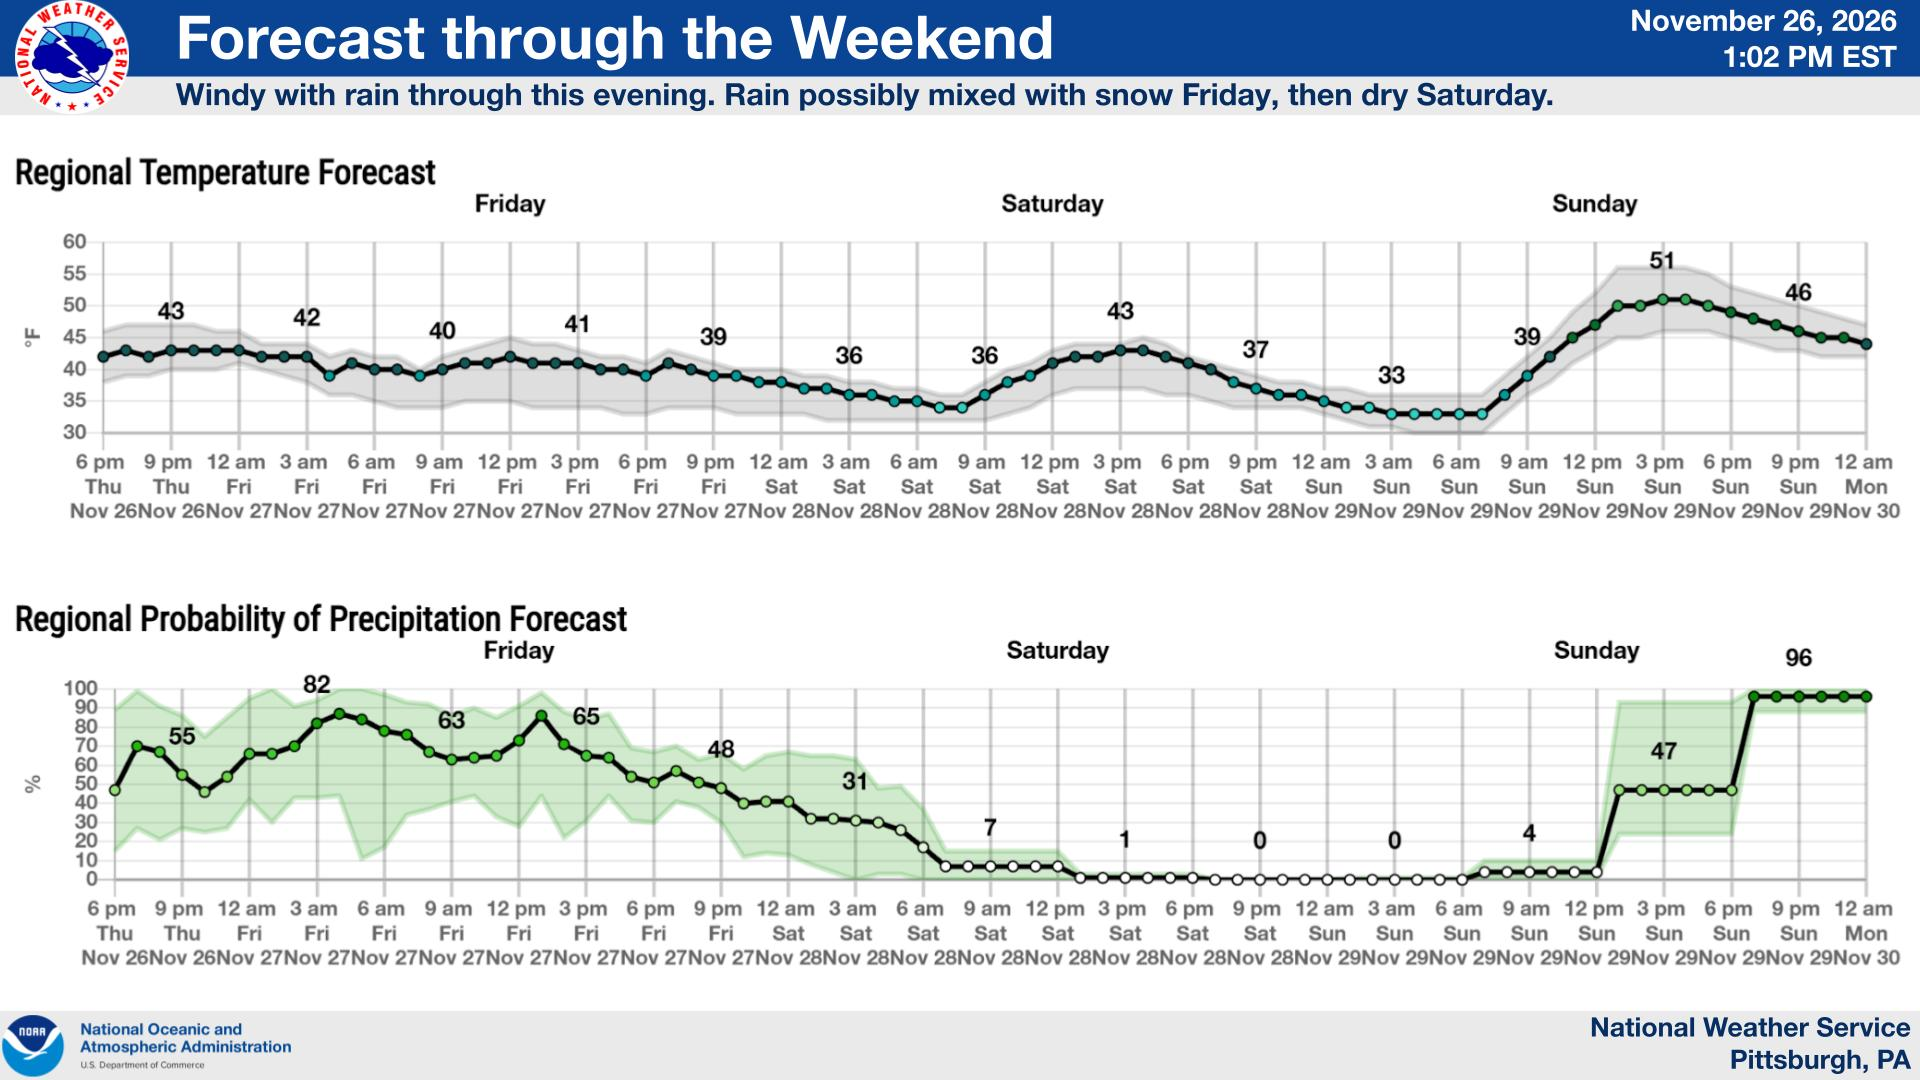 NATIONAL WEATHER SERVICE
Forecast through the Weekend
November 26, 2026
1:02 PM EST
Windy with rain through this evening. Rain possibly mixed with snow Friday, then dry Saturday.
Regional Temperature Forecast
Friday Saturday Sunday
60
55
50
45
40
35
30
°F
43 42 40 41 39 36 36 43 37 33 39 51 46
6 pm 9 pm 12 am 3 am 6 am 9 am 12 pm 3 pm 6 pm 9 pm 12 am 3 am 6 am 9 am 12 pm 3 pm 6 pm 9 pm 12 am 3 am 6 am 9 am 12 pm 3 pm 6 pm 9 pm 12 am
Thu Thu Fri Fri Fri Fri Fri Fri Fri Fri Sat Sat Sat Sat Sat Sat Sat Sat Sun Sun Sun Sun Sun Sun Sun Sun Mon
Nov 26 Nov 26 Nov 27 Nov 27 Nov 27 Nov 27 Nov 27 Nov 27 Nov 27 Nov 27 Nov 28 Nov 28 Nov 28 Nov 28 Nov 28 Nov 28 Nov 28 Nov 28 Nov 29 Nov 29 Nov 29 Nov 29 Nov 29 Nov 29 Nov 29 Nov 29 Nov 30
Regional Probability of Precipitation Forecast
Friday Saturday Sunday
100
90
80
70
60
50
40
30
20
10
0
%
55 82 63 65 48 31 7 1 0 0 4 47 96
6 pm 9 pm 12 am 3 am 6 am 9 am 12 pm 3 pm 6 pm 9 pm 12 am 3 am 6 am 9 am 12 pm 3 pm 6 pm 9 pm 12 am 3 am 6 am 9 am 12 pm 3 pm 6 pm 9 pm 12 am
Thu Thu Fri Fri Fri Fri Fri Fri Fri Fri Sat Sat Sat Sat Sat Sat Sat Sat Sun Sun Sun Sun Sun Sun Sun Sun Mon
Nov 26 Nov 26 Nov 27 Nov 27 Nov 27 Nov 27 Nov 27 Nov 27 Nov 27 Nov 27 Nov 28 Nov 28 Nov 28 Nov 28 Nov 28 Nov 28 Nov 28 Nov 28 Nov 29 Nov 29 Nov 29 Nov 29 Nov 29 Nov 29 Nov 29 Nov 29 Nov 30
NOAA
National Oceanic and
Atmospheric Administration
U.S. Department of Commerce
National Weather Service
Pittsburgh, PA